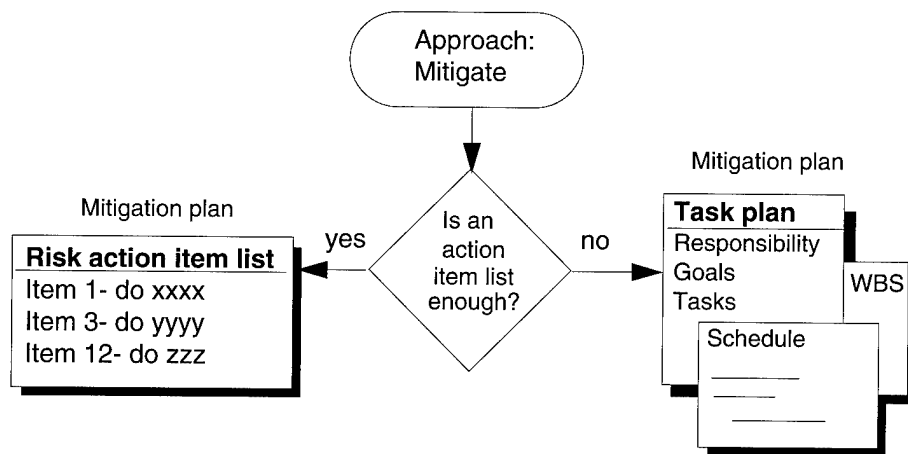 Approach:
Mitigate
Mitigation plan
Risk action item list
Item 1- do xxxx
Item 3- do yyyy
Item 12- do zzz
yes
Is an
action
item list
enough?
no
Mitigation plan
Task plan
Responsibility
Goals
Tasks
WBS
Schedule